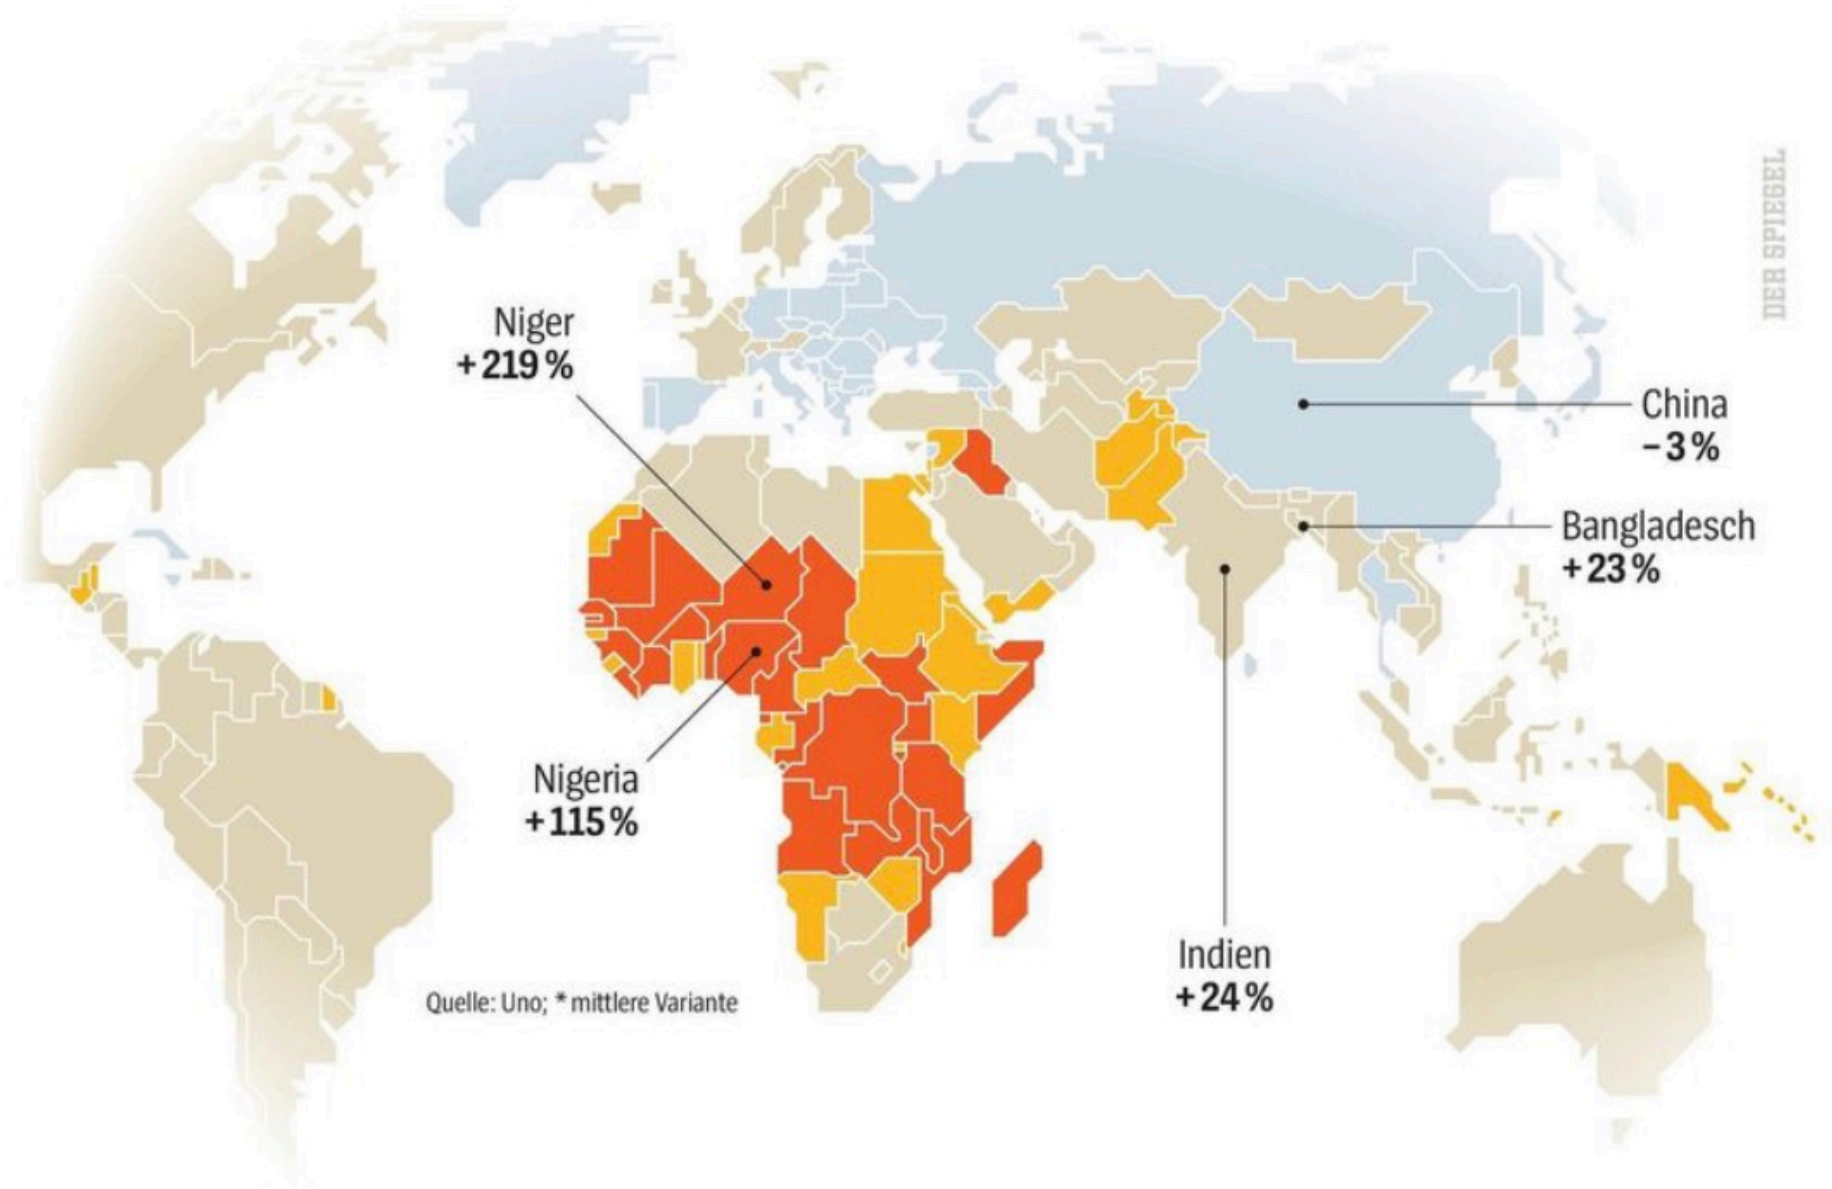 DER SPIEGEL
Niger
+219 %
China
–3 %
Bangladesch
+23 %
Nigeria
+115 %
Indien
+24 %
Quelle: Uno; * mittlere Variante